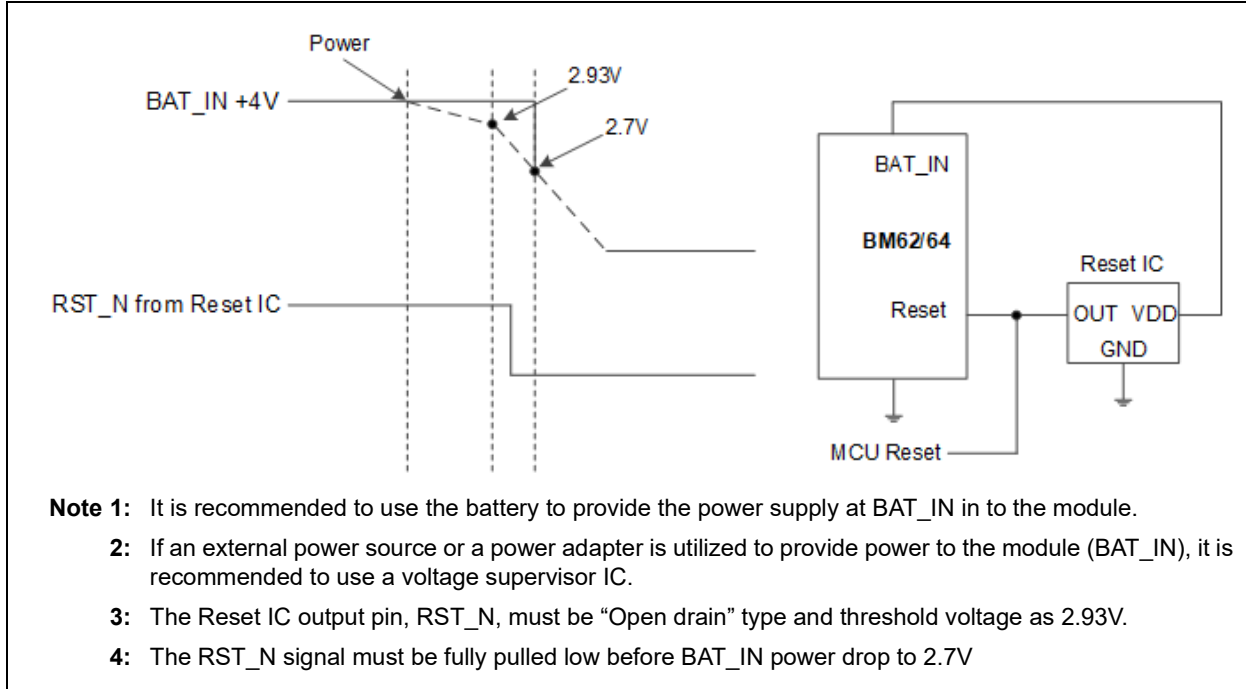 Power
2.93V
BAT_IN +4V
2.7V
RST_N from Reset IC
BAT_IN
BM62/64
Reset
Reset IC
OUT VDD
GND
MCU Reset
Note 1: It is recommended to use the battery to provide the power supply at BAT_IN in to the module.
2: If an external power source or a power adapter is utilized to provide power to the module (BAT_IN), it is
recommended to use a voltage supervisor IC.
3: The Reset IC output pin, RST_N, must be “Open drain” type and threshold voltage as 2.93V.
4: The RST_N signal must be fully pulled low before BAT_IN power drop to 2.7V